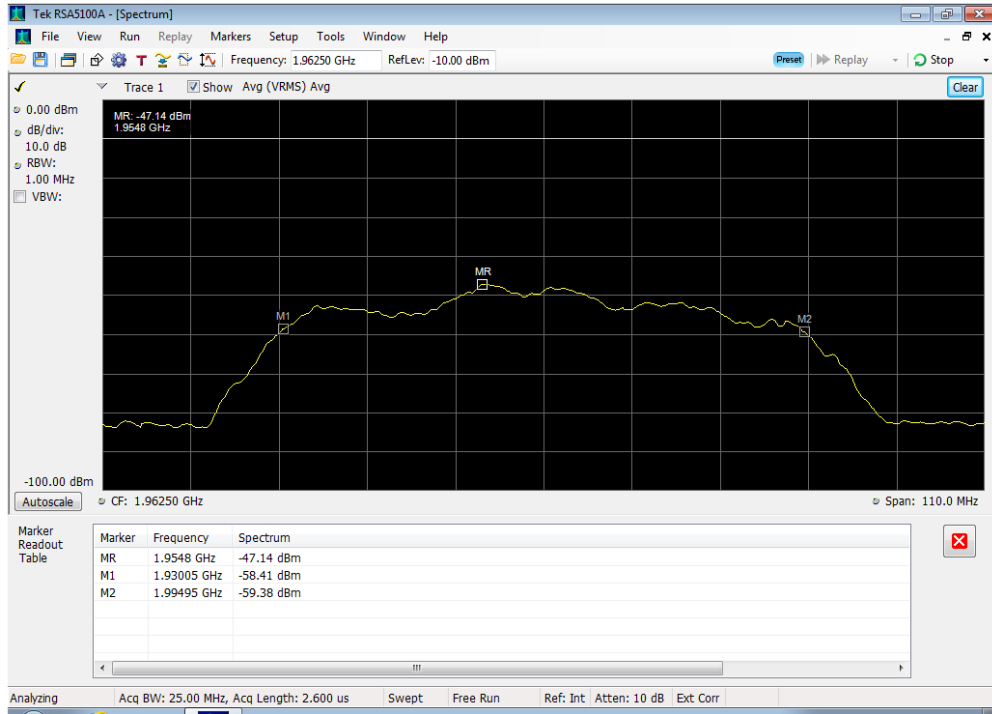 Tek RSA5100A - [Spectrum]
File View Run Replay Markers Setup Tools Window Help
T Frequency: 1.96250 GHz RefLev: -10.00 dBm Preset Replay Stop
Trace 1 Show Avg (VRMS) Avg Clear
0.00 dBm
dB/div:
10.0 dB
RBW:
1.00 MHz
VBW:
MR: -47.14 dBm
1.9548 GHz
MR
M1
M2
-100.00 dBm
Autoscale CF: 1.96250 GHz Span: 110.0 MHz
Marker
Readout
Table
Marker Frequency Spectrum
MR 1.9548 GHz -47.14 dBm
M1 1.93005 GHz -58.41 dBm
M2 1.99495 GHz -59.38 dBm
Analyzing Acq BW: 25.00 MHz, Acq Length: 2.600 us Swept Free Run Ref: Int Atten: 10 dB Ext Corr